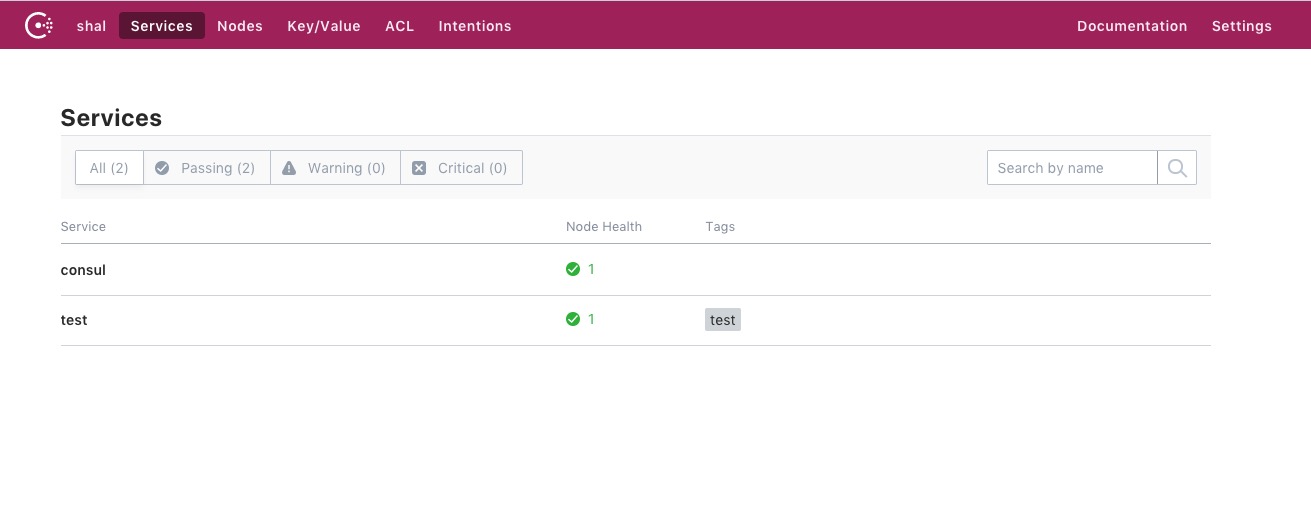 shal Services Nodes Key/Value ACL Intentions Documentation Settings
Services
All (2) Passing (2) Warning (0) Critical (0) Search by name
Service Node Health Tags
consul 1
test 1 test